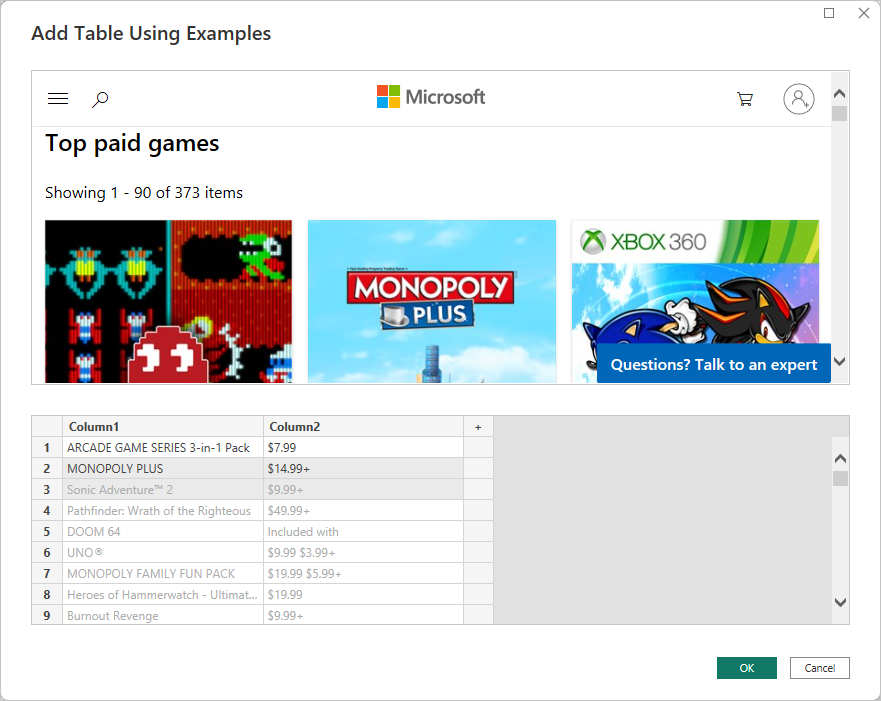 Add Table Using Examples
Microsoft
Top paid games
Showing 1 - 90 of 373 items
MONOPOLY
PLUS
XBOX 360
Questions? Talk to an expert
Column1 Column2 +
1 ARCADE GAME SERIES 3-in-1 Pack $7.99
2 MONOPOLY PLUS $14.99+
3 Sonic Adventure™ 2 $9.99+
4 Pathfinder: Wrath of the Righteous $49.99+
5 DOOM 64 Included with
6 UNO® $9.99 $3.99+
7 MONOPOLY FAMILY FUN PACK $19.99 $5.99+
8 Heroes of Hammerwatch - Ultimat... $19.99
9 Burnout Revenge $9.99+
OK Cancel